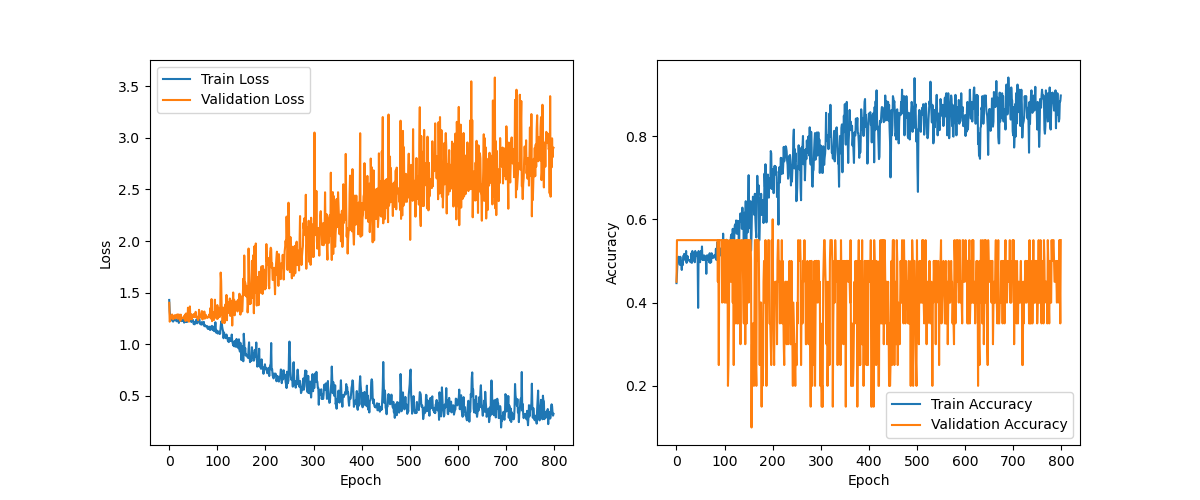 Train Loss
Validation Loss
3.5
3.0
2.5
2.0
1.5
1.0
0.5
Loss
0 100 200 300 400 500 600 700 800
Epoch
0.8
0.6
0.4
0.2
Accuracy
Train Accuracy
Validation Accuracy
0 100 200 300 400 500 600 700 800
Epoch